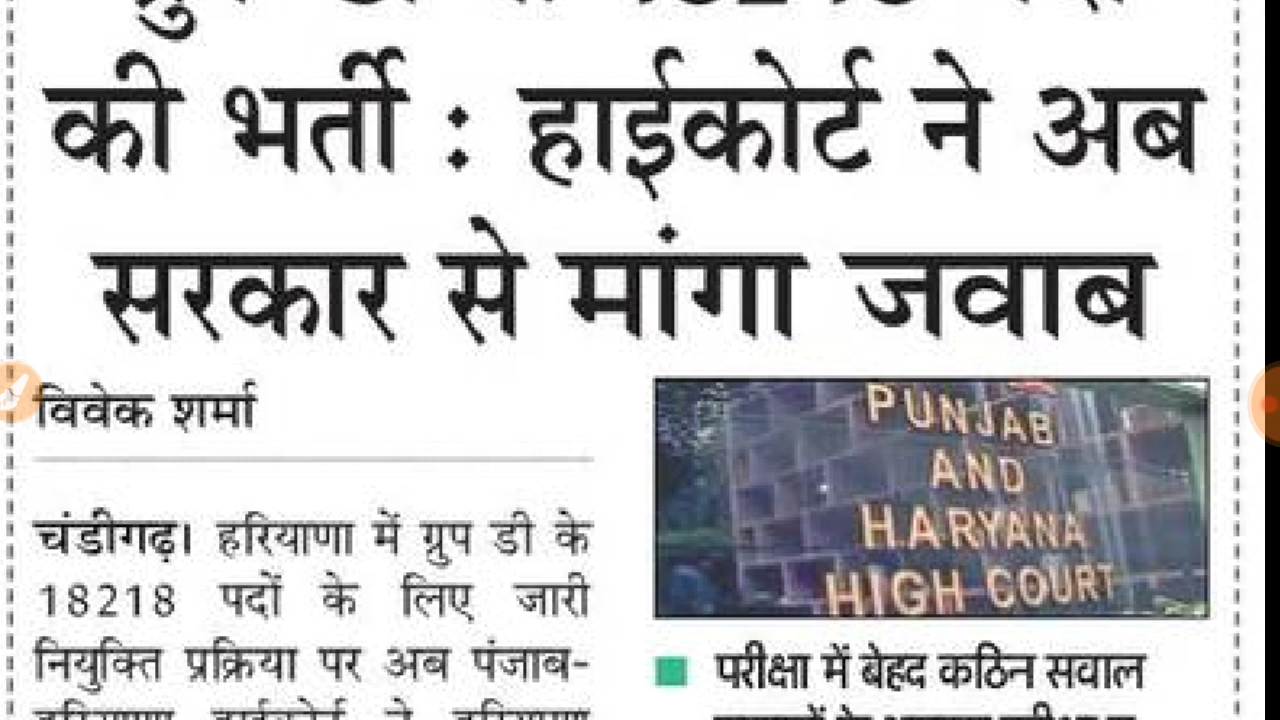 की भर्ती : हाईकोर्ट ने अब
सरकार से मांगा जवाब
विवेक शर्मा
चंडीगढ़। हरियाणा में ग्रुप डी के
18218 पदों के लिए जारी
नियुक्ति प्रक्रिया पर अब पंजाब-
PUNJAB
AND
HARYANA
HIGH COURT
परीक्षा में बेहद कठिन सवाल